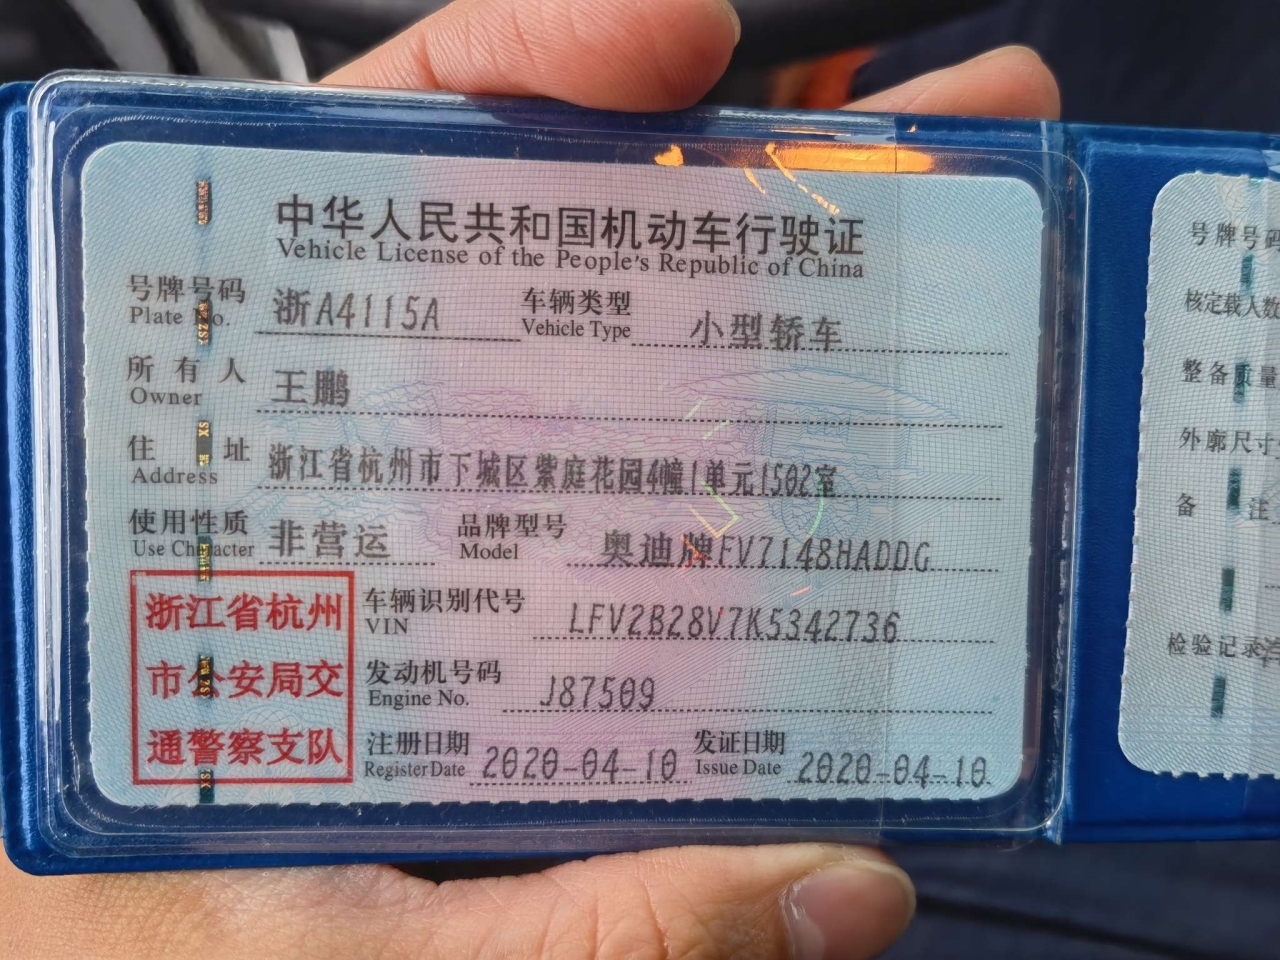 中华人民共和国机动车行驶证
Vehicle License of the People's Republic of China
号牌号码 浙A4115A 车辆类型 小型轿车
Plate No. Vehicle Type
所有人 王鹏
Owner
住址 浙江省杭州市下城区紫庭花园4幢1单元1502室
Address
使用性质 非营运 品牌型号 奥迪牌FV7148HADDG
Use Character Model
浙江省杭州
市公安局交
通警察支队
车辆识别代号 LFV2B28V7K5342736
VIN
发动机号码 J87509
Engine No.
注册日期 2020-04-10 发证日期 2020-04-10
Register Date Issue Date
号牌号码
核定载人数
整备质量
外廓尺寸
备注
检验记录